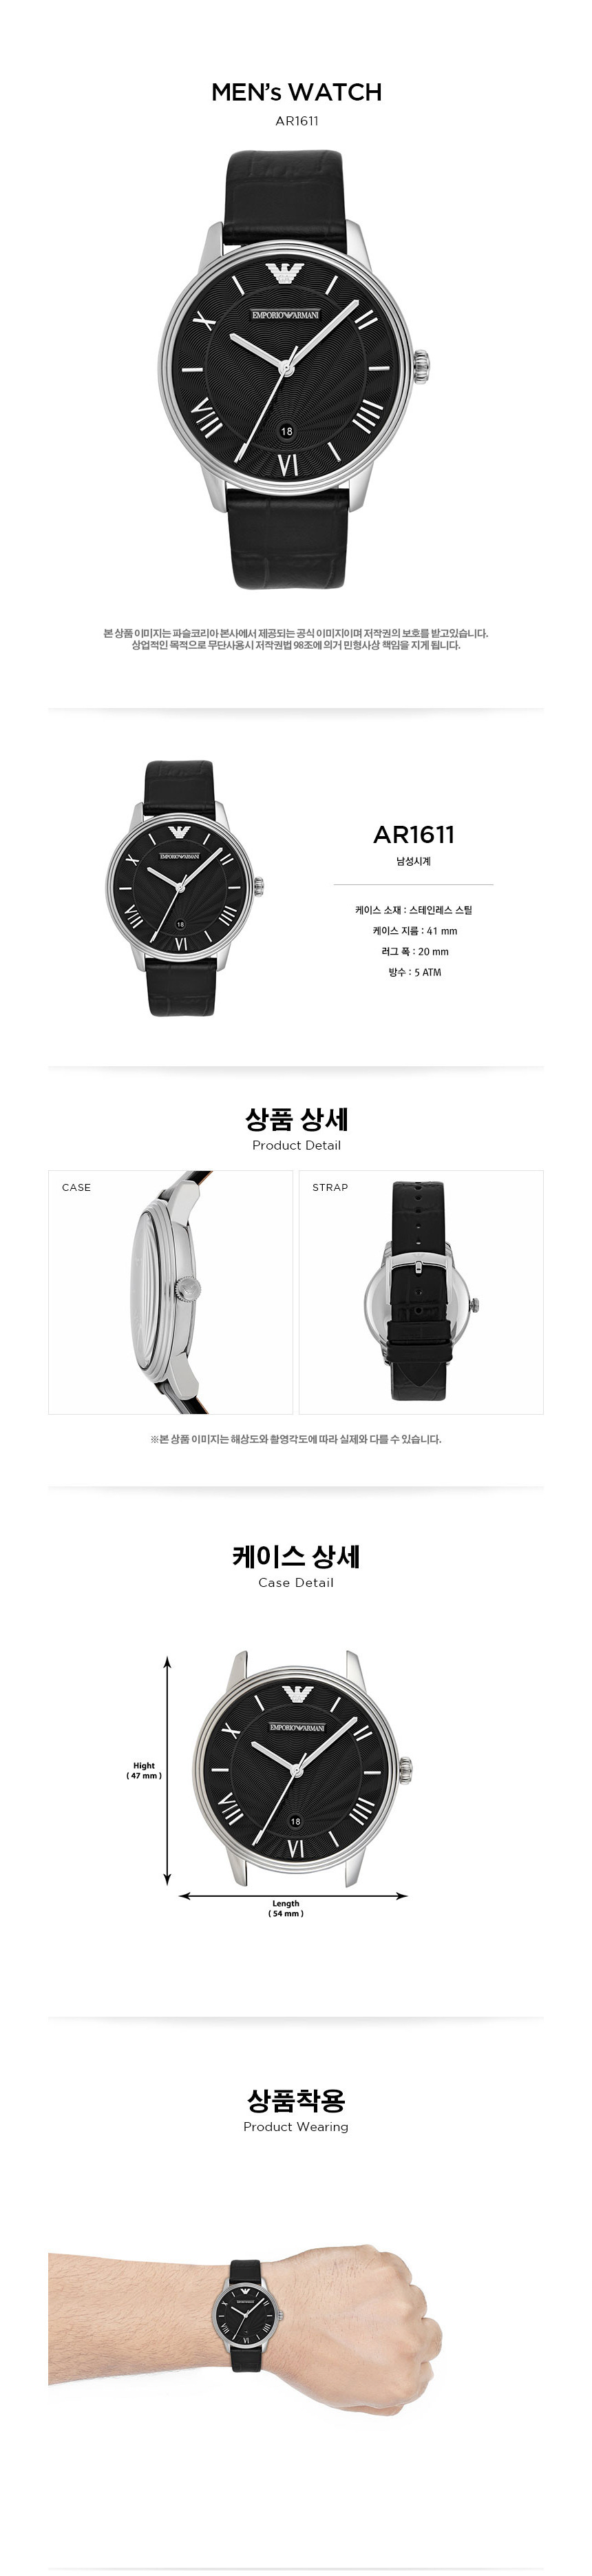 MEN's WATCH
AR1611
EMPORIO ARMANI
18
본 상품 이미지는 파슬코리아 본사에서 제공되는 공식 이미지이며 저작권의 보호를 받고있습니다.
상업적인 목적으로 무단사용시 저작권법 98조에 의거 민형사상 책임을 지게 됩니다.
EMPORIO ARMANI
18
AR1611
남성시계
케이스 소재 : 스테인레스 스틸
케이스 지름 : 41 mm
러그 폭 : 20 mm
방수 : 5 ATM
상품 상세
Product Detail
CASE
STRAP
※본 상품 이미지는 해상도와 촬영각도에 따라 실제와 다를 수 있습니다.
케이스 상세
Case Detail
EMPORIO ARMANI
18
Hight
( 47 mm )
Length
( 54 mm )
상품착용
Product Wearing